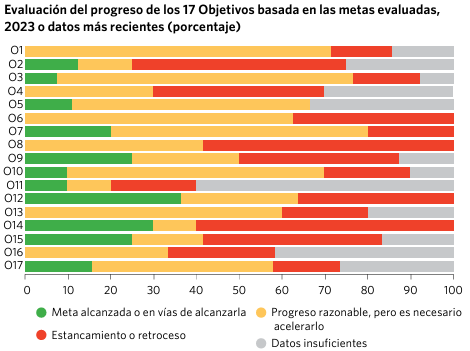 Evaluación del progreso de los 17 Objetivos basada en las metas evaluadas,
2023 o datos más recientes (porcentaje)
O1
O2
O3
O4
O5
O6
O7
O8
O9
O10
O11
O12
O13
O14
O15
O16
O17
0 10 20 30 40 50 60 70 80 90 100
Meta alcanzada o en vías de alcanzarla
Progreso razonable, pero es necesario
acelerarlo
Estancamiento o retroceso
Datos insuficientes